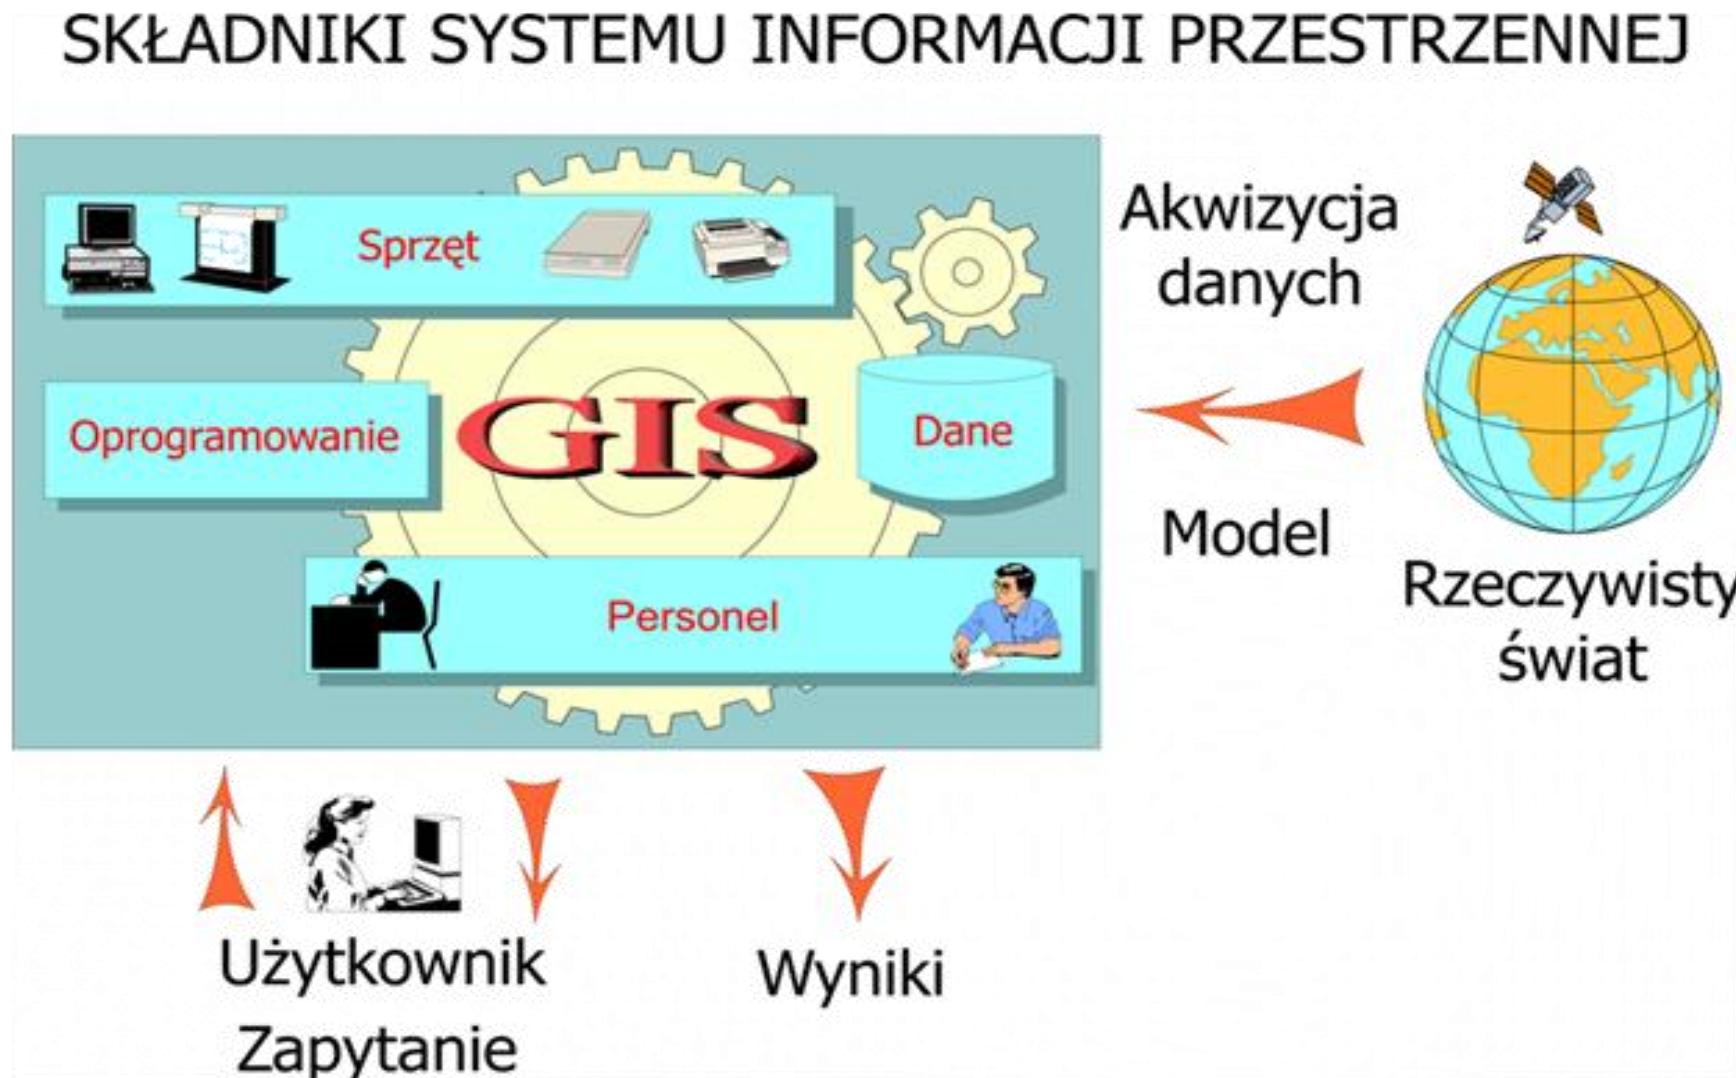 SKŁADNIKI SYSTEMU INFORMACJI PRZESTRZENNEJ
Sprzęt
Oprogramowanie
GIS
Dane
Personel
Akwizycja
danych
Model
Rzeczywisty
świat
Użytkownik
Zapytanie
Wyniki